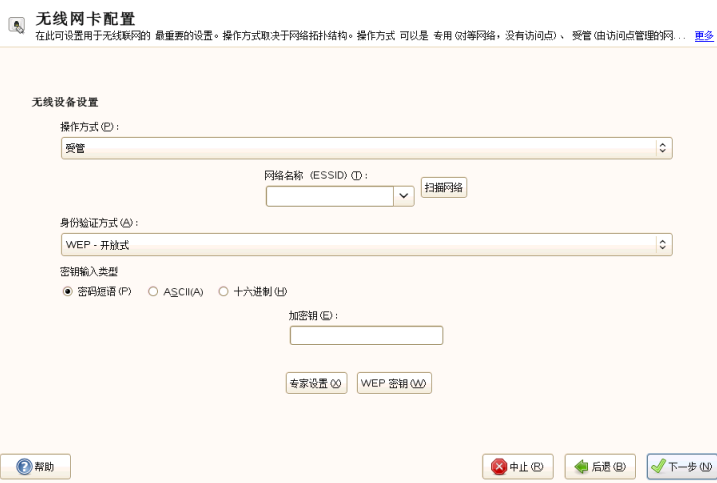 无线网卡配置
在此可设置用于无线联网的 最重要的设置。操作方式取决于网络拓扑结构。操作方式 可以是 专用(对等网络，没有访问点)、 受管(由访问点管理的网... 更多
无线设备设置
操作方式(P)：
受管
网络名称（ESSID）(T)：
扫描网络
身份验证方式(A)：
WEP - 开放式
密钥输入类型
密码短语(P) ASCII(A) 十六进制(H)
加密钥(E)：
专家设置(X) WEP 密钥(W)
帮助 中止(R) 后退(B) 下一步(N)